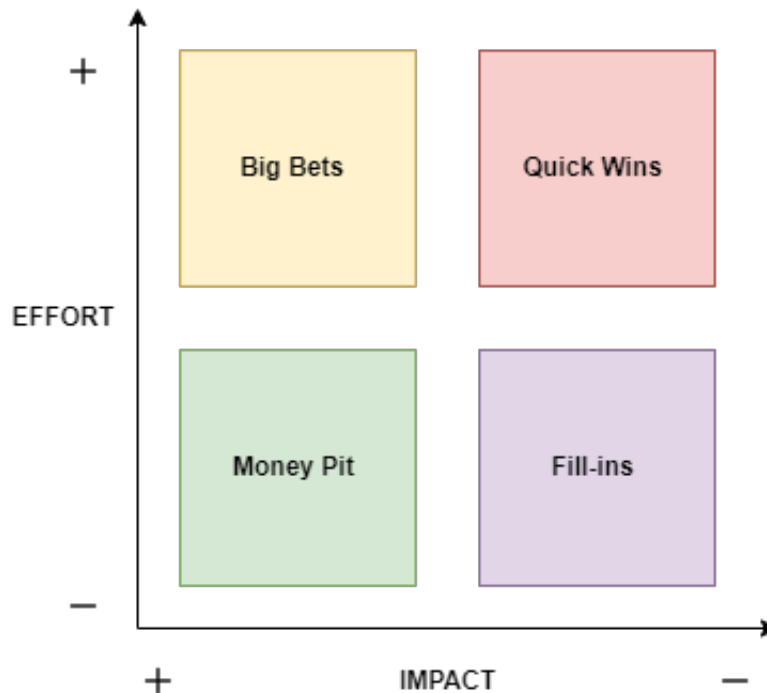 +
Big Bets
Quick Wins
EFFORT
Money Pit
Fill-ins
−
+
IMPACT
−